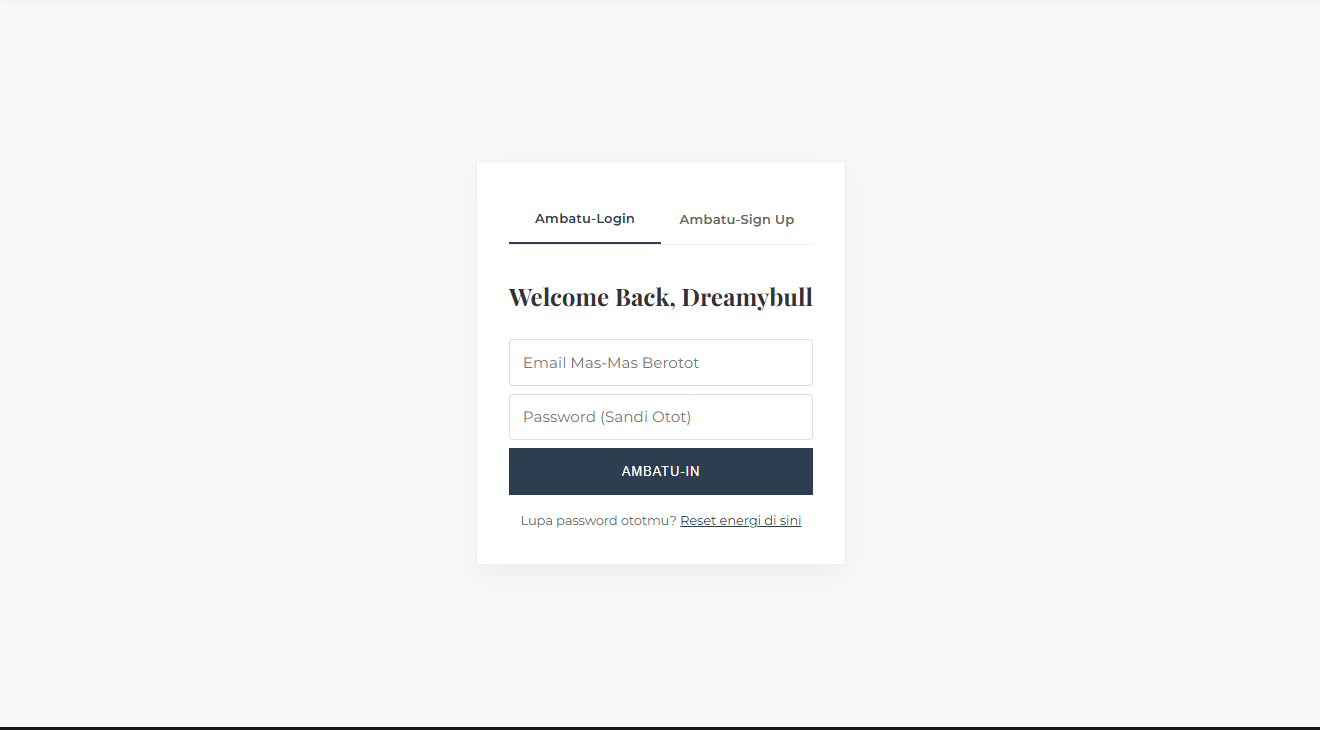 Ambatu-Login
Ambatu-Sign Up
Welcome Back, Dreamybull
Email Mas-Mas Berotot
Password (Sandi Otot)
AMBATU-IN
Lupa password ototmu? Reset energi di sini